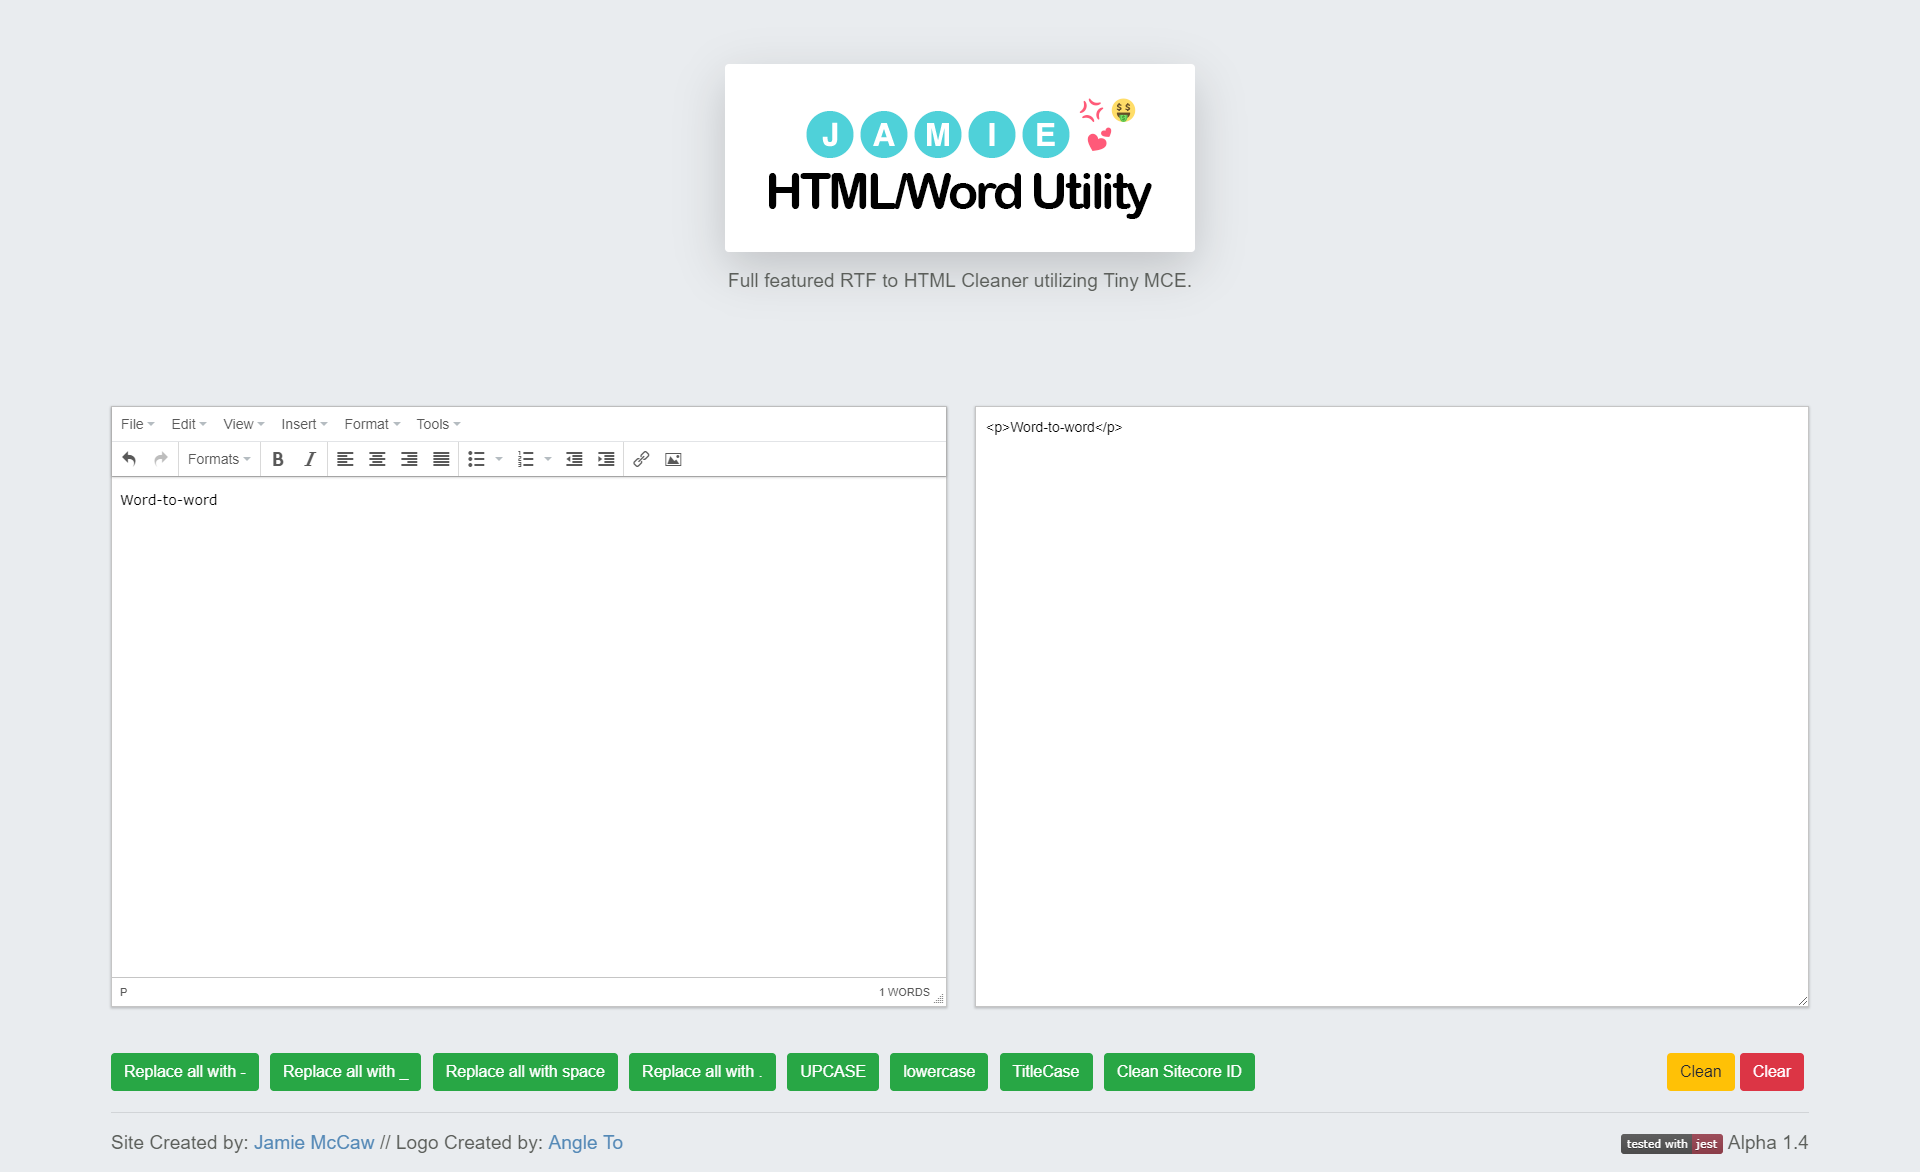 JAMIE
HTML/Word Utility
Full featured RTF to HTML Cleaner utilizing Tiny MCE.
File Edit View Insert Format Tools
Formats B I
Word-to-word
P 1 WORDS
<p>Word-to-word</p>
Replace all with - Replace all with _ Replace all with space Replace all with . UPCASE lowercase TitleCase Clean Sitecore ID Clean Clear
Site Created by: Jamie McCaw // Logo Created by: Angle To tested with jest Alpha 1.4